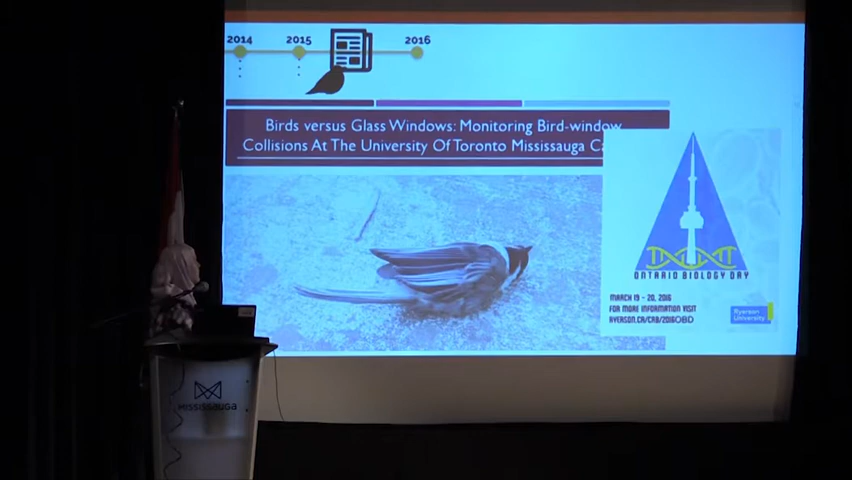 2014 2015 2016
Birds versus Glass Windows: Monitoring Bird-window
Collisions At The University Of Toronto Mississauga
ONTARIO BIOLOGY DAY
MARCH 19 - 20, 2016
FOR MORE INFORMATION VISIT
RYERSON.CA/CAB/2016OBD
Ryerson
University
MISSISSAUGA